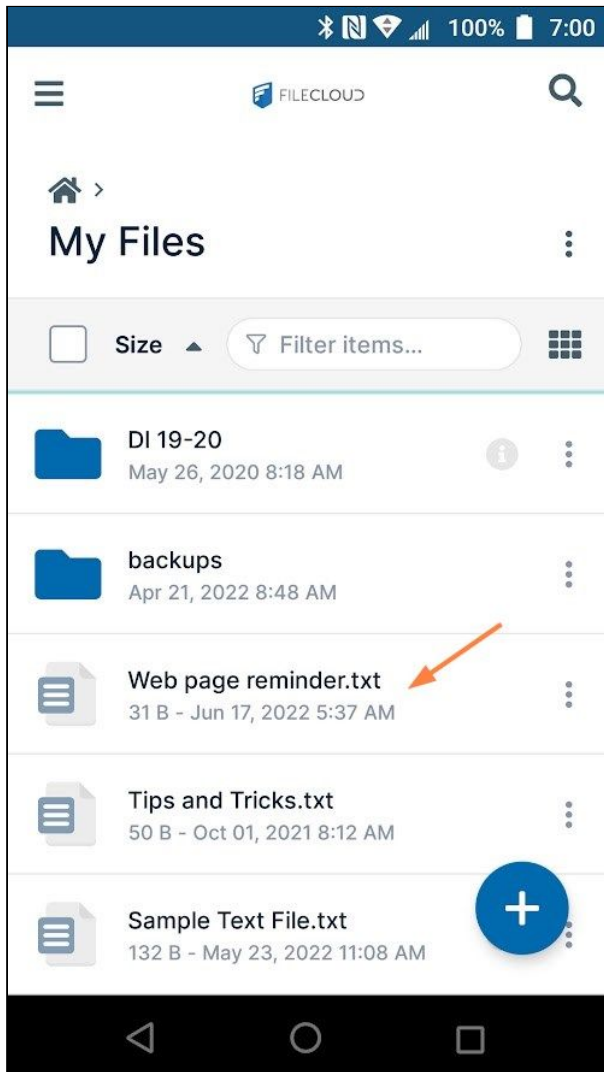 100% 7:00
FILECLOUD
My Files
Size Filter items...
DI 19-20
May 26, 2020 8:18 AM
backups
Apr 21, 2022 8:48 AM
Web page reminder.txt
31 B - Jun 17, 2022 5:37 AM
Tips and Tricks.txt
50 B - Oct 01, 2021 8:12 AM
Sample Text File.txt
132 B - May 23, 2022 11:08 AM